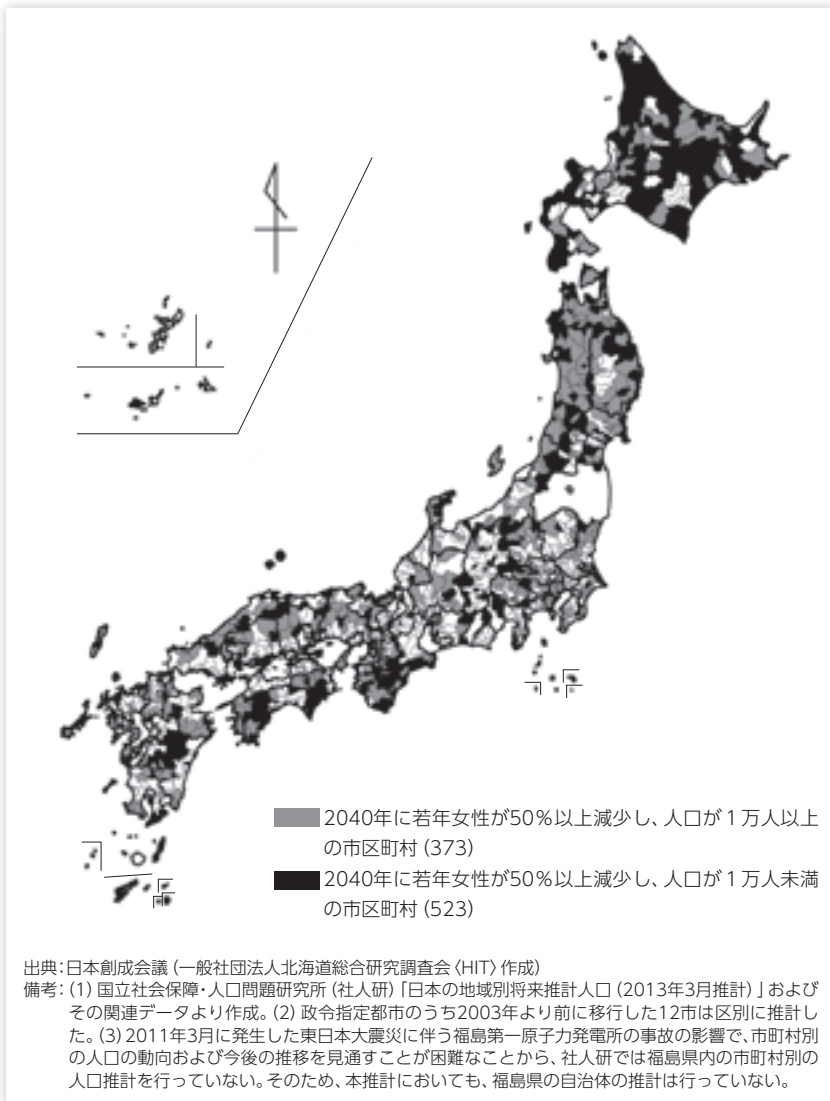 2040年に若年女性が50%以上減少し、人口が1万人以上
の市区町村 (373)
2040年に若年女性が50%以上減少し、人口が1万人未満
の市区町村 (523)
出典：日本創成会議 (一般社団法人北海道総合研究調査会〈HIT〉作成)
備考：(1) 国立社会保障・人口問題研究所 (社人研)「日本の地域別将来推計人口 (2013年3月推計)」および
その関連データより作成。(2) 政令指定都市のうち2003年より前に移行した12市は区別に推計し
た。(3) 2011年3月に発生した東日本大震災に伴う福島第一原子力発電所の事故の影響で、市町村別
の人口の動向および今後の推移を見通すことが困難なことから、社人研では福島県内の市町村別の
人口推計を行っていない。そのため、本推計においても、福島県の自治体の推計は行っていない。